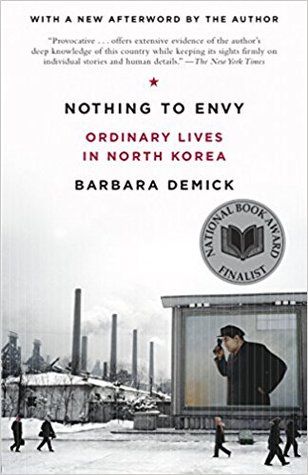 WITH A NEW AFTERWORD BY THE AUTHOR
"Provocative . . . offers extensive evidence of the author's
deep knowledge of this country while keeping its sights firmly on
individual stories and human details." —The New York Times
NOTHING TO ENVY
ORDINARY LIVES
IN NORTH KOREA
BARBARA DEMICK
NATIONAL BOOK AWARD
FINALIST